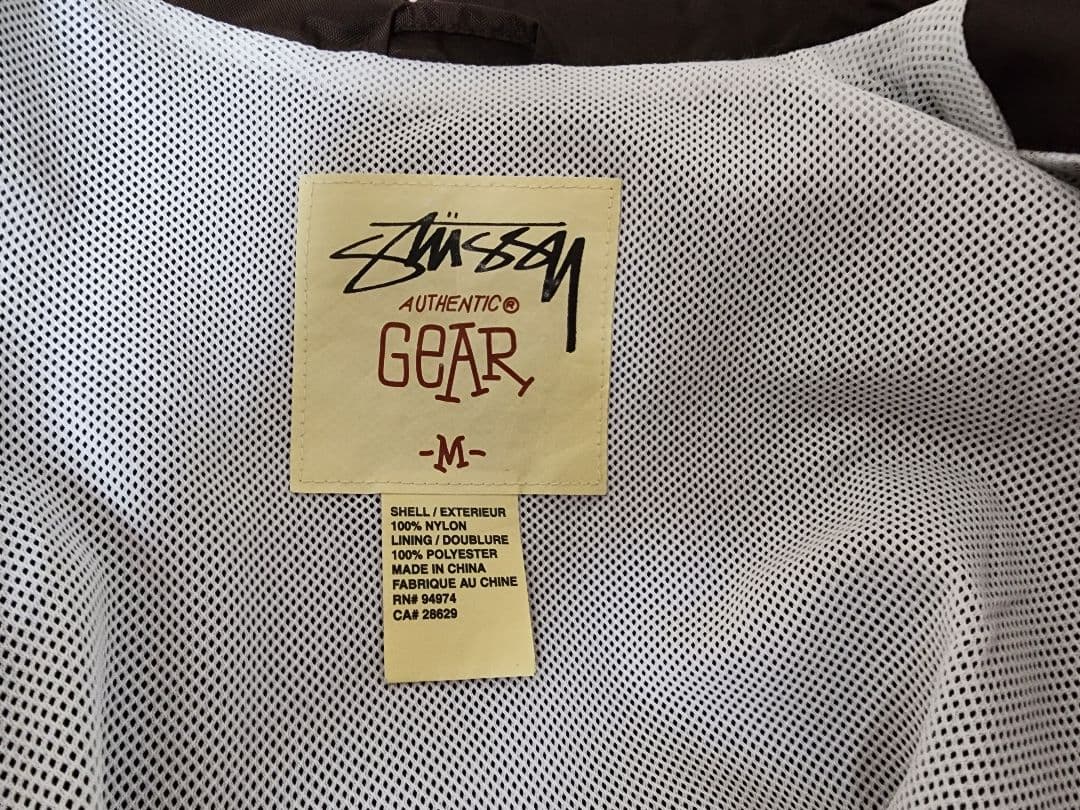 Stüssy
AUTHENTIC®
GEAR
-M-
SHELL / EXTERIEUR
100% NYLON
LINING / DOUBLURE
100% POLYESTER
MADE IN CHINA
FABRIQUE AU CHINE
RN# 94974
CA# 28629